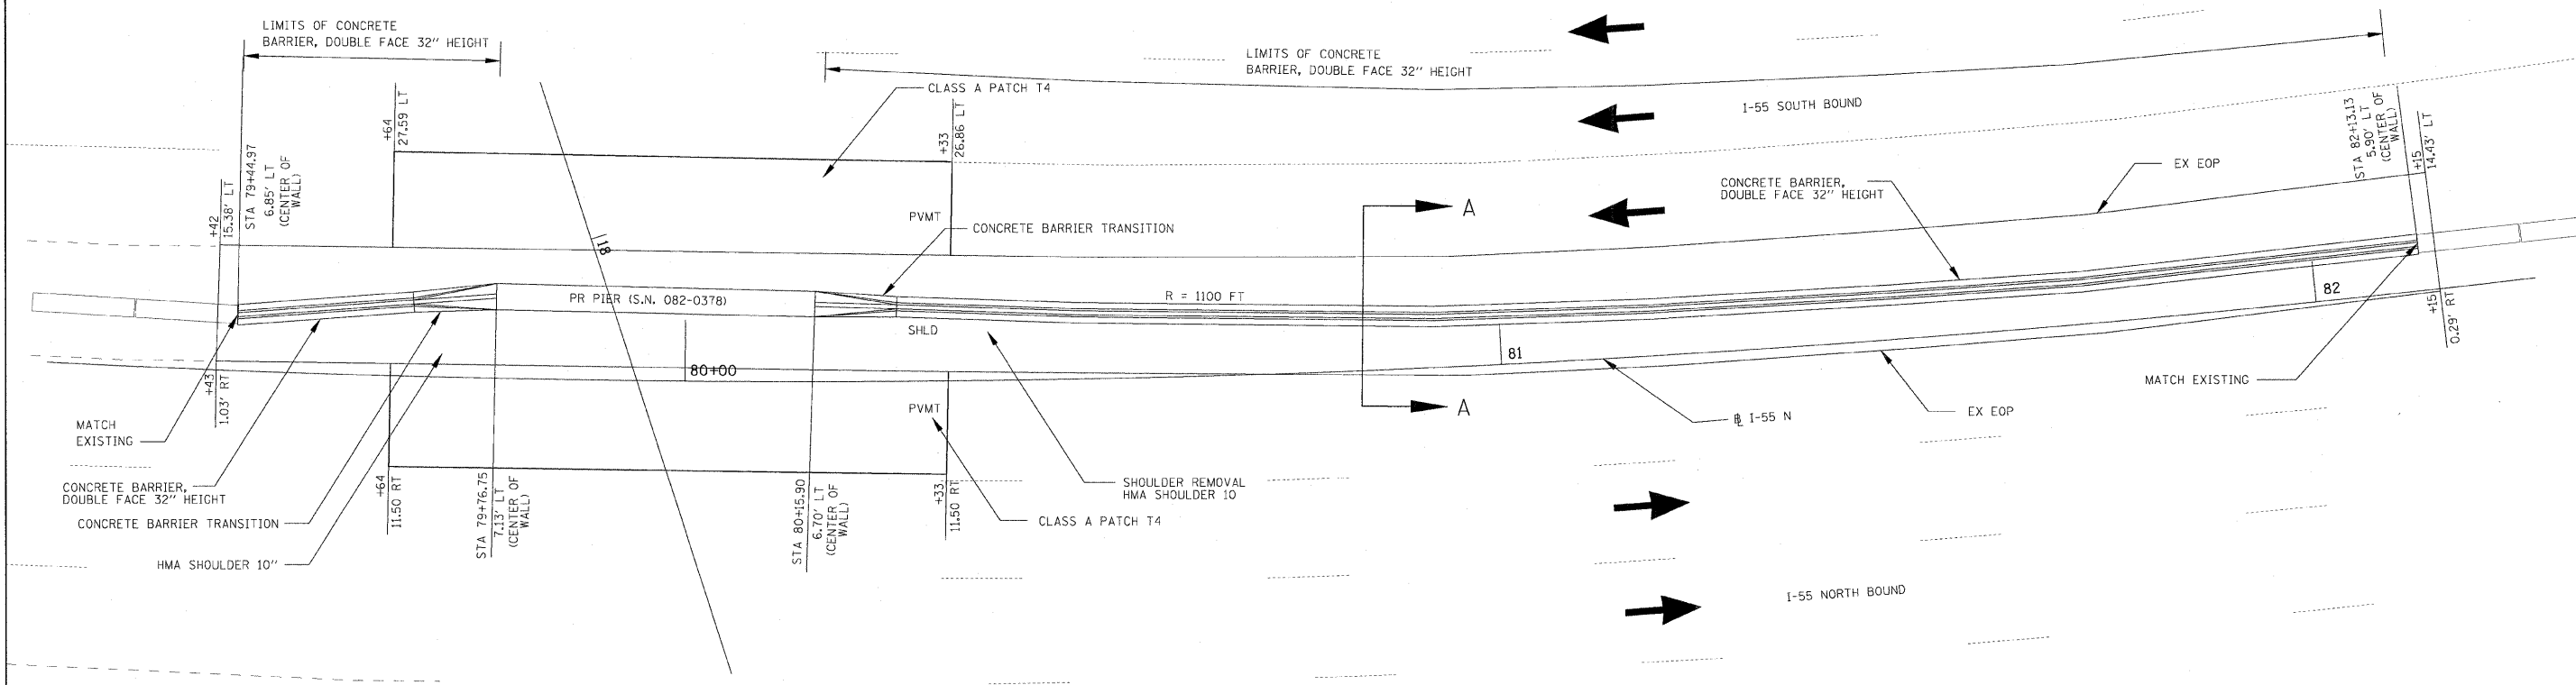 LIMITS OF CONCRETE
BARRIER, DOUBLE FACE 32" HEIGHT
LIMITS OF CONCRETE
BARRIER, DOUBLE FACE 32" HEIGHT
CLASS A PATCH T4
I-55 SOUTH BOUND
+64
27.59 LT
+33
26.86 LT
STA 82+13.13
5.90' LT
(CENTER OF
WALL)
+15
14.43' LT
EX EOP
+42
15.38' LT
STA 79+44.97
6.85' LT
(CENTER OF
WALL)
CONCRETE BARRIER,
DOUBLE FACE 32" HEIGHT
A
PVMT
CONCRETE BARRIER TRANSITION
18
PR PIER (S.N. 082-0378)
R = 1100 FT
82
SHLD
+15
0.29' RT
81
80+00
+43
1.03' RT
MATCH EXISTING
A
PVMT
℄ I-55 N
EX EOP
MATCH
EXISTING
CONCRETE BARRIER,
DOUBLE FACE 32" HEIGHT
+64
11.50 RT
STA 79+76.75
7.13' LT
(CENTER OF
WALL)
STA 80+15.90
6.70' LT
(CENTER OF
WALL)
+33
11.50 RT
SHOULDER REMOVAL
HMA SHOULDER 10
CONCRETE BARRIER TRANSITION
CLASS A PATCH T4
HMA SHOULDER 10"
I-55 NORTH BOUND